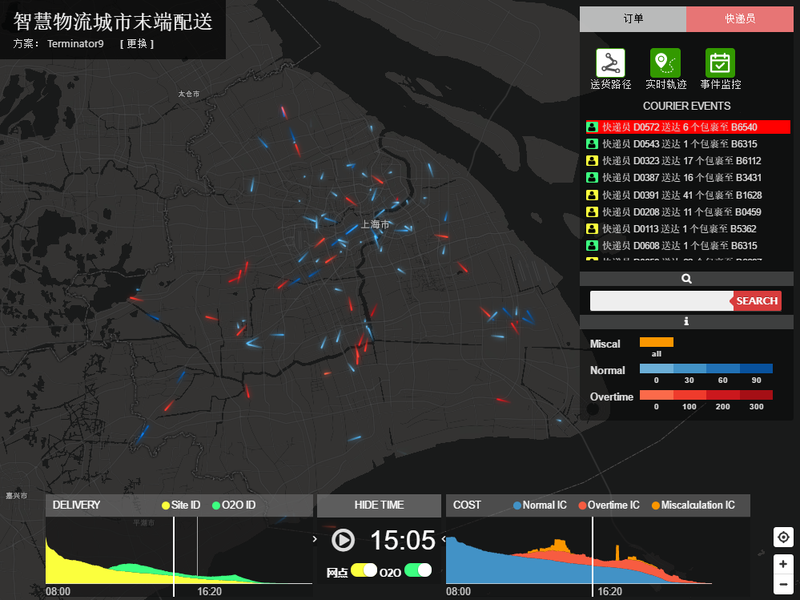 智慧物流城市末端配送
方案: Terminator9 [ 更换 ]
订单 快递员
送货路径 实时轨迹 事件监控
COURIER EVENTS
快递员 D0572 送达 6 个包裹至 B6540
快递员 D0543 送达 1 个包裹至 B6315
快递员 D0323 送达 17 个包裹至 B6112
快递员 D0387 送达 16 个包裹至 B3431
快递员 D0391 送达 41 个包裹至 B1628
快递员 D0208 送达 11 个包裹至 B0459
快递员 D0113 送达 1 个包裹至 B5362
快递员 D0608 送达 1 个包裹至 B6315
SEARCH
Miscal
all
Normal
0 30 60 90
Overtime
0 100 200 300
太仓市
上海市
嘉兴市
平湖市
DELIVERY Site ID O2O ID
08:00 16:20
HIDE TIME
15:05
网点 O2O
COST Normal IC Overtime IC Miscalculation IC
08:00 16:20